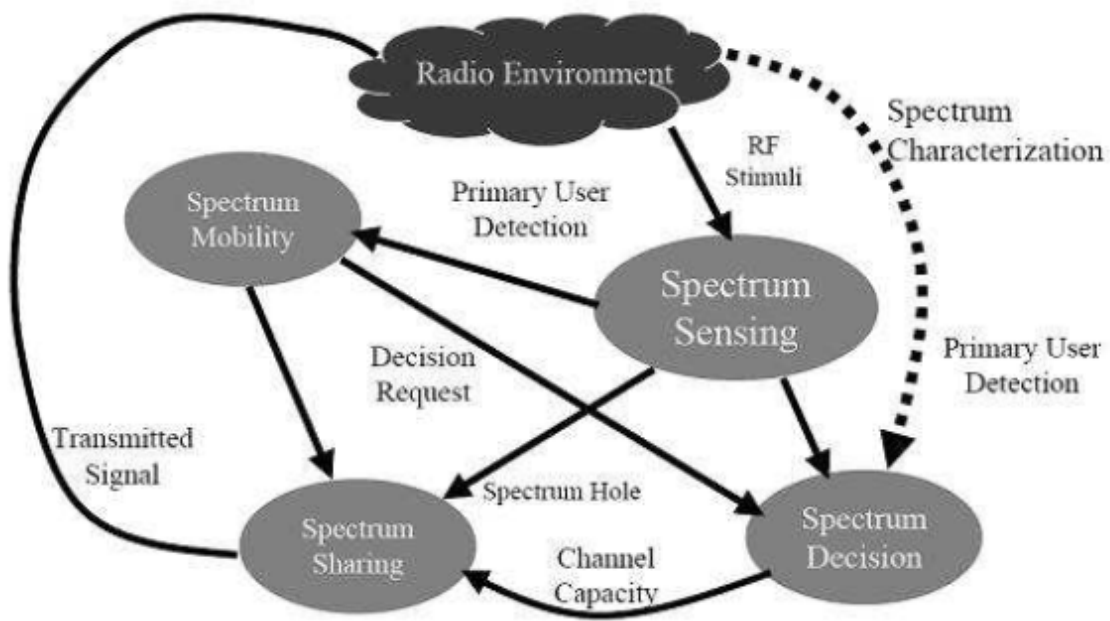 Radio Environment
Spectrum
Characterization
RF
Stimuli
Primary User
Detection
Spectrum
Mobility
Spectrum
Sensing
Decision
Request
Primary User
Detection
Transmitted
Signal
Spectrum Hole
Spectrum
Sharing
Channel
Capacity
Spectrum
Decision